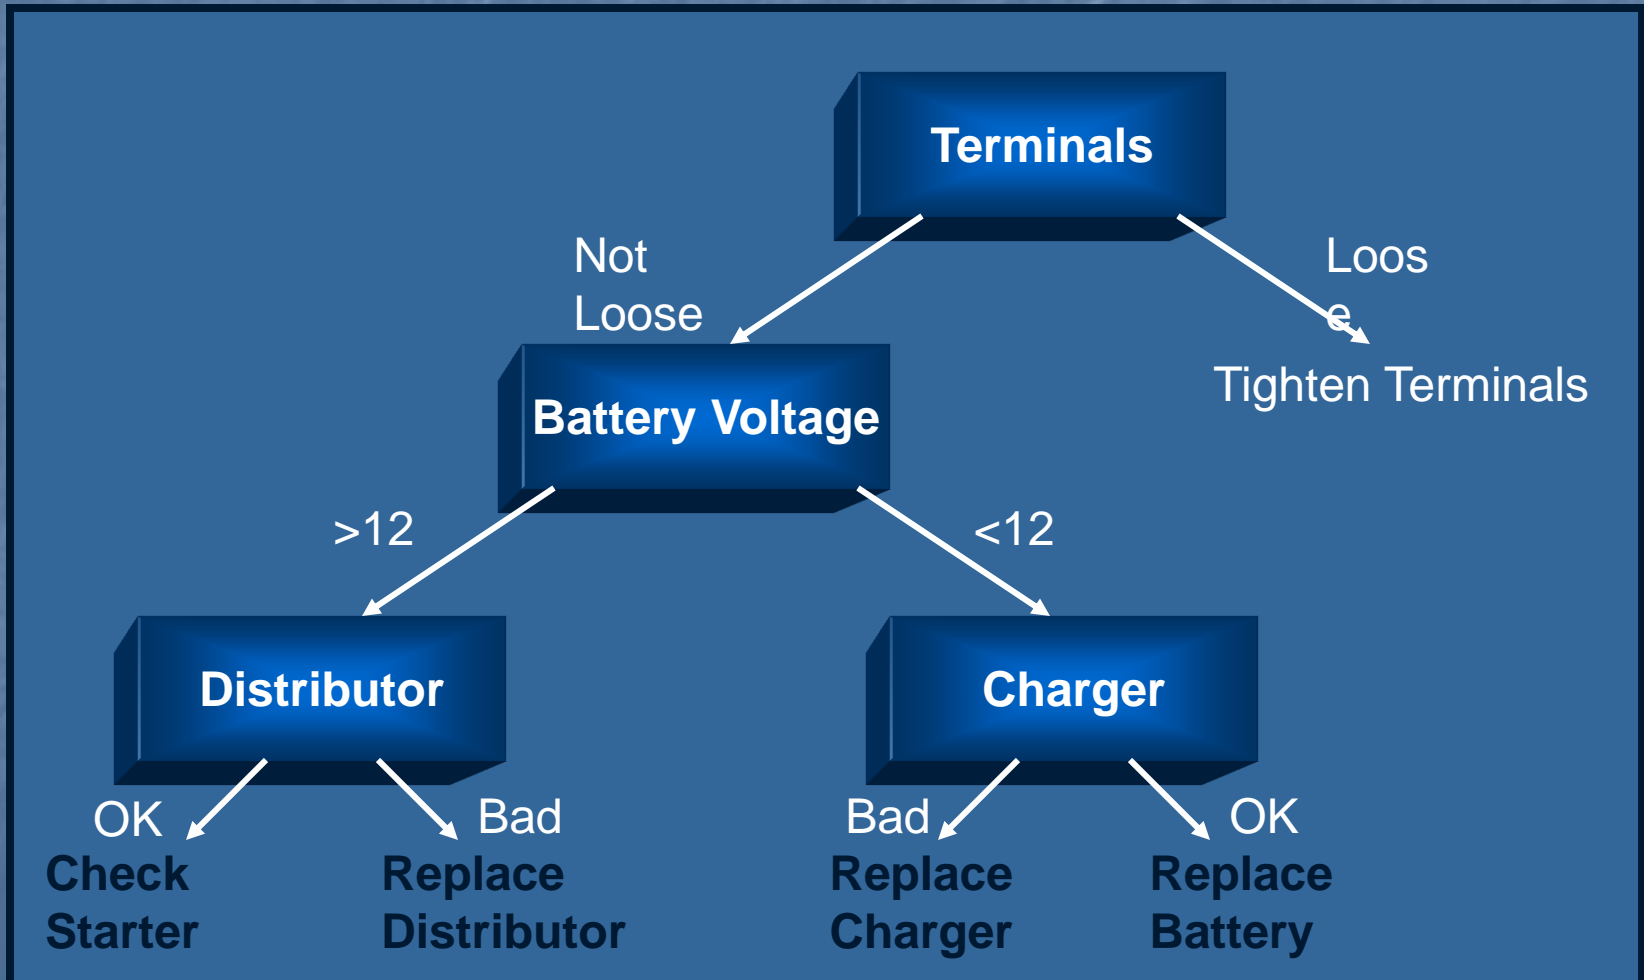 Terminals
Not
Loose
Loos
e
Tighten Terminals
Battery Voltage
>12
<12
Distributor
Charger
OK
Bad
Bad
OK
Check
Starter
Replace
Distributor
Replace
Charger
Replace
Battery